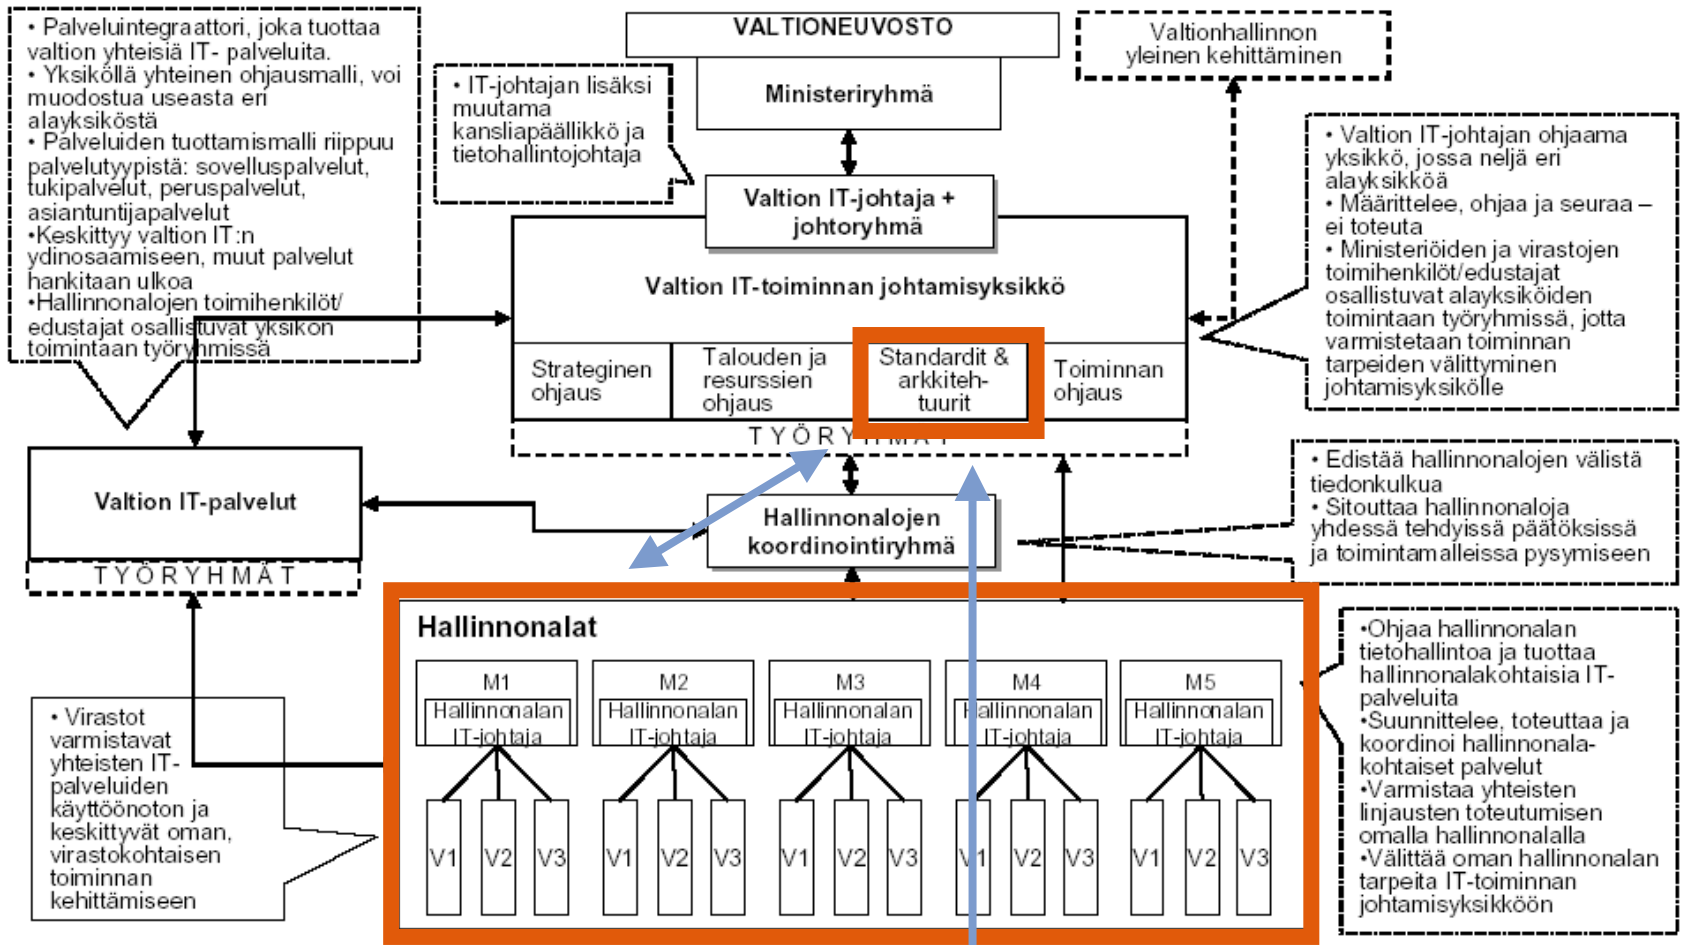 • Palveluintegraattori, joka tuottaa
valtion yhteisiä IT- palveluita.
• Yksiköllä yhteinen ohjausmalli, voi
muodostua useasta eri
alayksiköstä
• Palveluiden tuottamismalli riippuu
palvelutyypistä: sovelluspalvelut,
tukipalvelut, peruspalvelut,
asiantuntijapalvelut
•Keskittyy valtion IT:n
ydinosaamiseen, muut palvelut
hankitaan ulkoa
•Hallinnonalojen toimihenkilöt/
edustajat osallistuvat yksikön
toimintaan työryhmissä
VALTIONEUVOSTO
Ministeriryhmä
Valtionhallinnon
yleinen kehittäminen
• IT-johtajan lisäksi
muutama
kansliapäällikkö ja
tietohallintojohtaja
Valtion IT-johtaja +
johtoryhmä
Valtion IT-toiminnan johtamisyksikkö
Strateginen
ohjaus
Talouden ja
resurssien
ohjaus
Standardit &
arkkiteh-
tuurit
Toiminnan
ohjaus
TYÖRYHMÄT
• Valtion IT-johtajan ohjaama
yksikkö, jossa neljä eri
alayksikköä
• Määrittelee, ohjaa ja seuraa –
ei toteuta
• Ministeriöiden ja virastojen
toimihenkilöt/edustajat
osallistuvat alayksiköiden
toimintaan työryhmissä, jotta
varmistetaan toiminnan
tarpeiden välittyminen
johtamisyksikölle
Valtion IT-palvelut
TYÖRYHMÄT
Hallinnonalojen
koordinointiryhmä
• Edistää hallinnonalojen välistä
tiedonkulkua
• Sitouttaa hallinnonaloja
yhdessä tehdyissä päätöksissä
ja toimintamalleissa pysymiseen
Hallinnonalat
M1
Hallinnonalan
IT-johtaja
V1 V2 V3
M2
Hallinnonalan
IT-johtaja
V1 V2 V3
M3
Hallinnonalan
IT-johtaja
V1 V2 V3
M4
Hallinnonalan
IT-johtaja
V1 V2 V3
M5
Hallinnonalan
IT-johtaja
V1 V2 V3
• Virastot
varmistavat
yhteisten IT-
palveluiden
käyttöönoton ja
keskittyvät oman,
virastokohtaisen
toiminnan
kehittämiseen
•Ohjaa hallinnonalan
tietohallintoa ja tuottaa
hallinnonalakohtaisia IT-
palveluita
•Suunnittelee, toteuttaa ja
koordinoi hallinnonala-
kohtaiset palvelut
•Varmistaa yhteisten
linjausten toteutumisen
omalla hallinnonalalla
•Välittää oman hallinnonalan
tarpeita IT-toiminnan
johtamisyksikköön